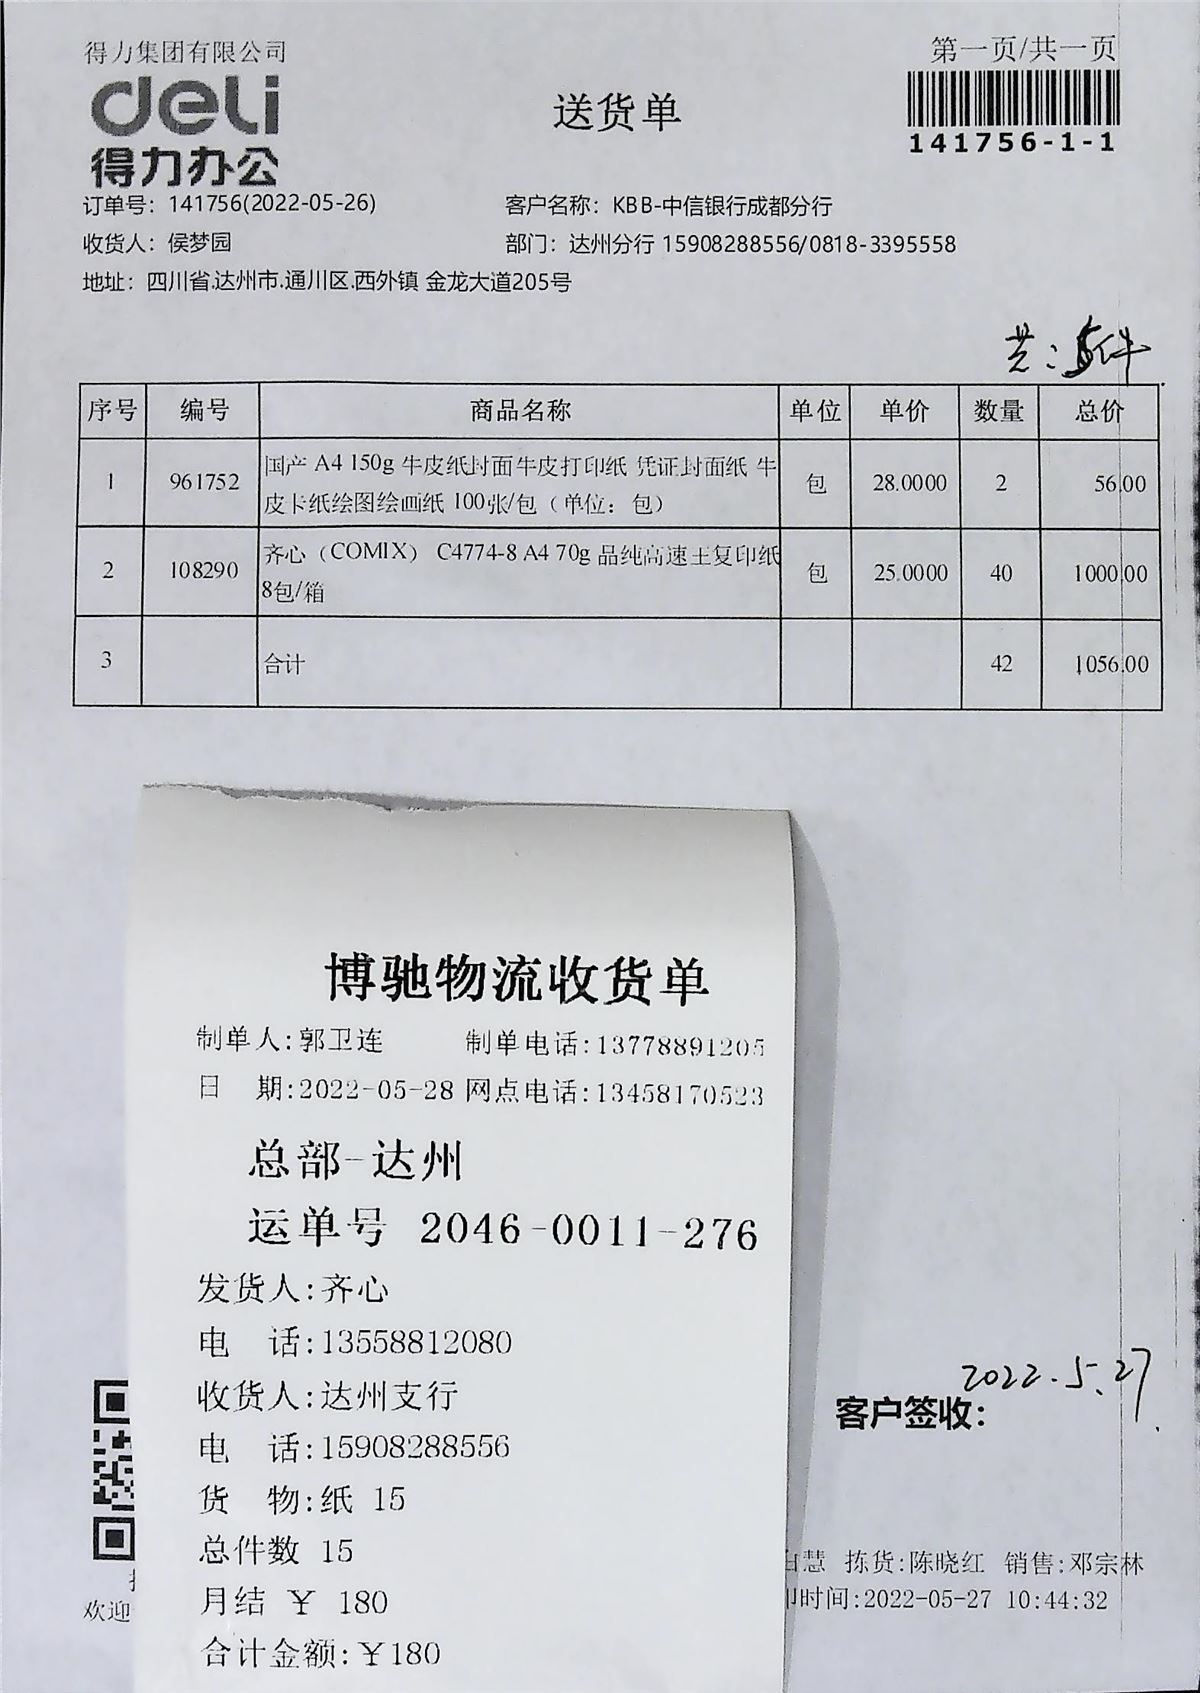 得力集团有限公司
第一页/共一页
deli
得力办公
送货单
141756-1-1
订单号：141756(2022-05-26)
客户名称：KBB-中信银行成都分行
收货人：侯梦园
部门：达州分行 15908288556/0818-3395558
地址：四川省.达州市.通川区.西外镇 金龙大道205号
共：5件
序号 编号 商品名称 单位 单价 数量 总价
1 961752 国产 A4 150g 牛皮纸封面牛皮打印纸 凭证封面纸 牛 包 28.0000 2 56.00
皮卡纸绘图绘画纸 100张/包（单位：包）
2 108290 齐心（COMIX） C4774-8 A4 70g 品纯高速王复印纸 包 25.0000 40 1000.00
8包/箱
3 合计 42 1056.00
博驰物流收货单
制单人:郭卫连 制单电话:13778891205
日 期:2022-05-28 网点电话:13458170523
总部-达州
运单号 2046-0011-276
发货人:齐心
电 话:13558812080
收货人:达州支行
电 话:15908288556
货 物:纸 15
总件数 15
月结 ￥ 180
合计金额:￥180
2022.5.27
客户签收:
慧 拣货:陈晓红 销售:邓宗林
时间:2022-05-27 10:44:32
欢迎